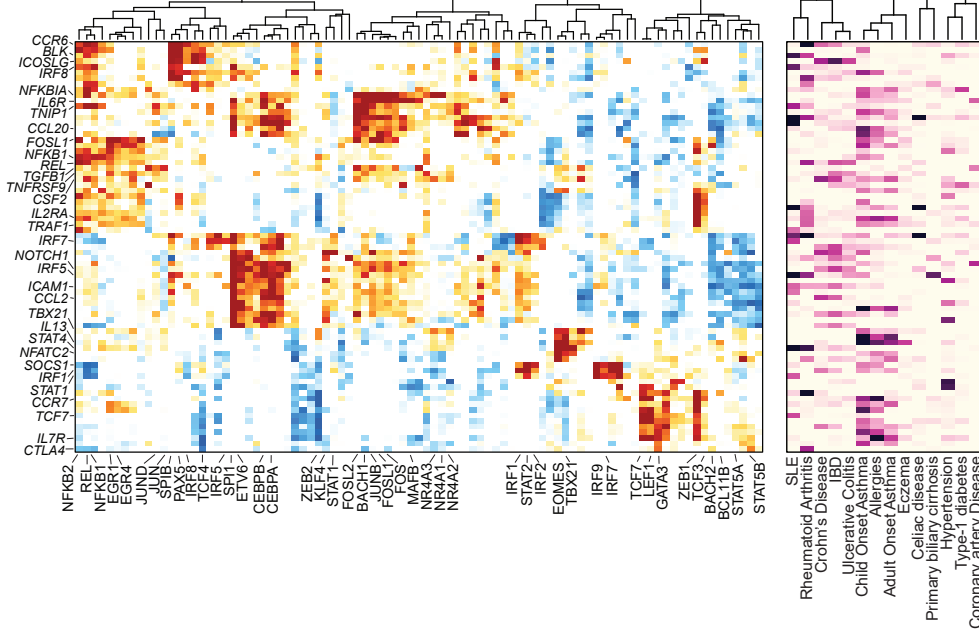 CCR6
BLK
ICOSLG
IRF8
NFKBIA
IL6R
TNIP1
CCL20
FOSL1
NFKB1
REL
TGFB1
TNFRSF9
CSF2
IL2RA
TRAF1
IRF7
NOTCH1
IRF5
ICAM1
CCL2
TBX21
IL13
STAT4
NFATC2
SOCS1
IRF1
STAT1
CCR7
TCF7
IL7R
CTLA4
NFKB2
REL
NFKB1
EGR1
EGR4
JUND
JUN
SPIB
PAX5
IRF8
TCF4
IRF5
SPI1
ETV6
CEBPB
CEBPA
ZEB2
KLF4
STAT1
FOSL2
BACH1
JUNB
FOSL1
FOS
MAFB
NR4A3
NR4A1
NR4A2
IRF1
STAT2
IRF2
EOMES
TBX21
IRF9
IRF7
TCF7
LEF1
GATA3
ZEB1
TCF3
BACH2
BCL11B
STAT5A
STAT5B
SLE
Rheumatoid Arthritis
Crohn's Disease
IBD
Ulcerative Colitis
Child Onset Asthma
Allergies
Adult Onset Asthma
Eczema
Celiac disease
Primary biliary cirrhosis
Hypertension
Type-1 diabetes
Coronary artery Disease